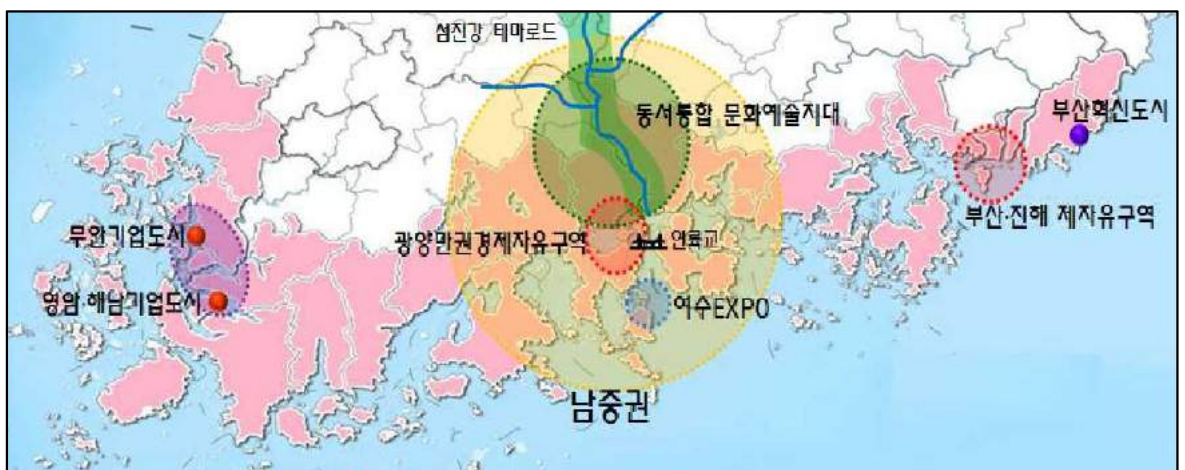 섬진강 테마로드
동서통합 문화예술지대
부산혁신도시
부산·진해 제자유구역
무안기업도시
광양만권경제자유구역
연륙교
영암·해남기업도시
여수EXPO
남중권